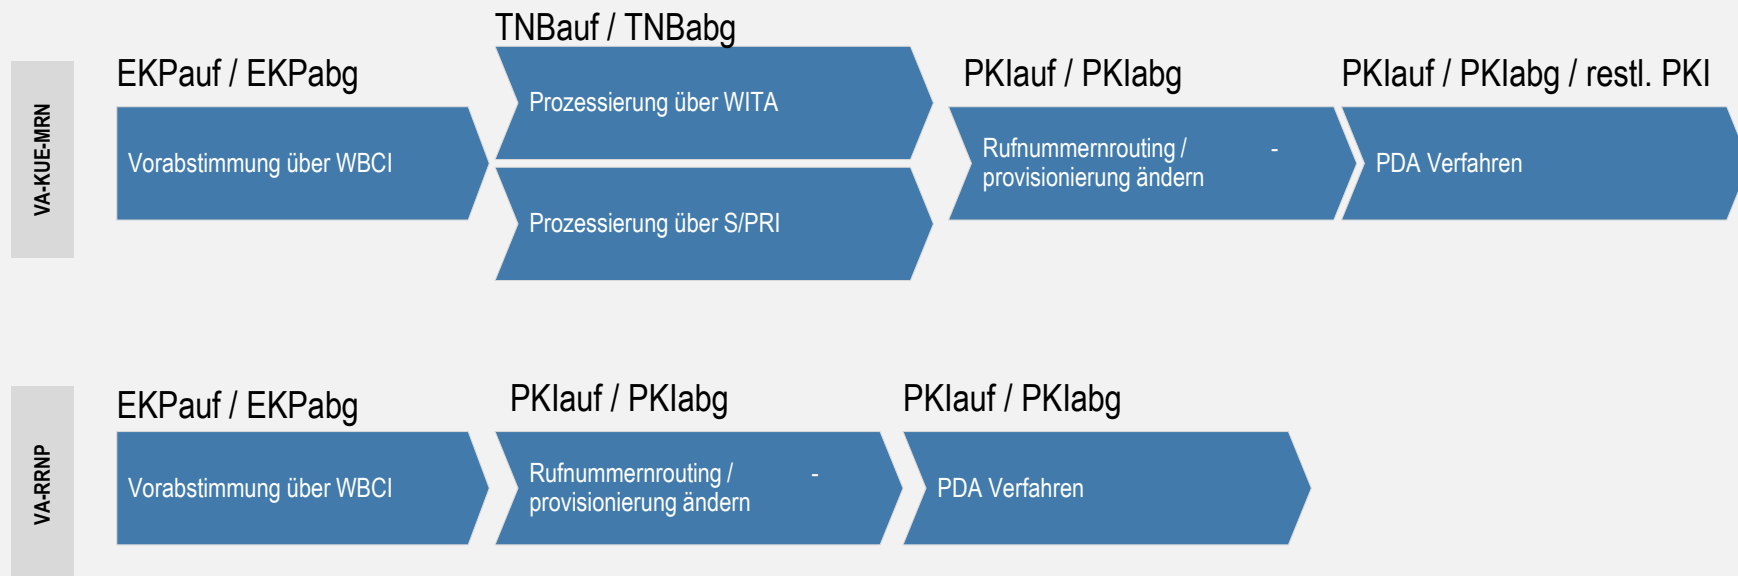 VA-KUE-MRN
EKPauf / EKPabg
Vorabstimmung über WBCI
TNBauf / TNBabg
Prozessierung über WITA
Prozessierung über S/PRI
PKIauf / PKIabg
Rufnummernrouting / -
provisionierung ändern
PKIauf / PKIabg / restl. PKI
PDA Verfahren
VA-RRNP
EKPauf / EKPabg
Vorabstimmung über WBCI
PKIauf / PKIabg
Rufnummernrouting / -
provisionierung ändern
PKIauf / PKIabg
PDA Verfahren